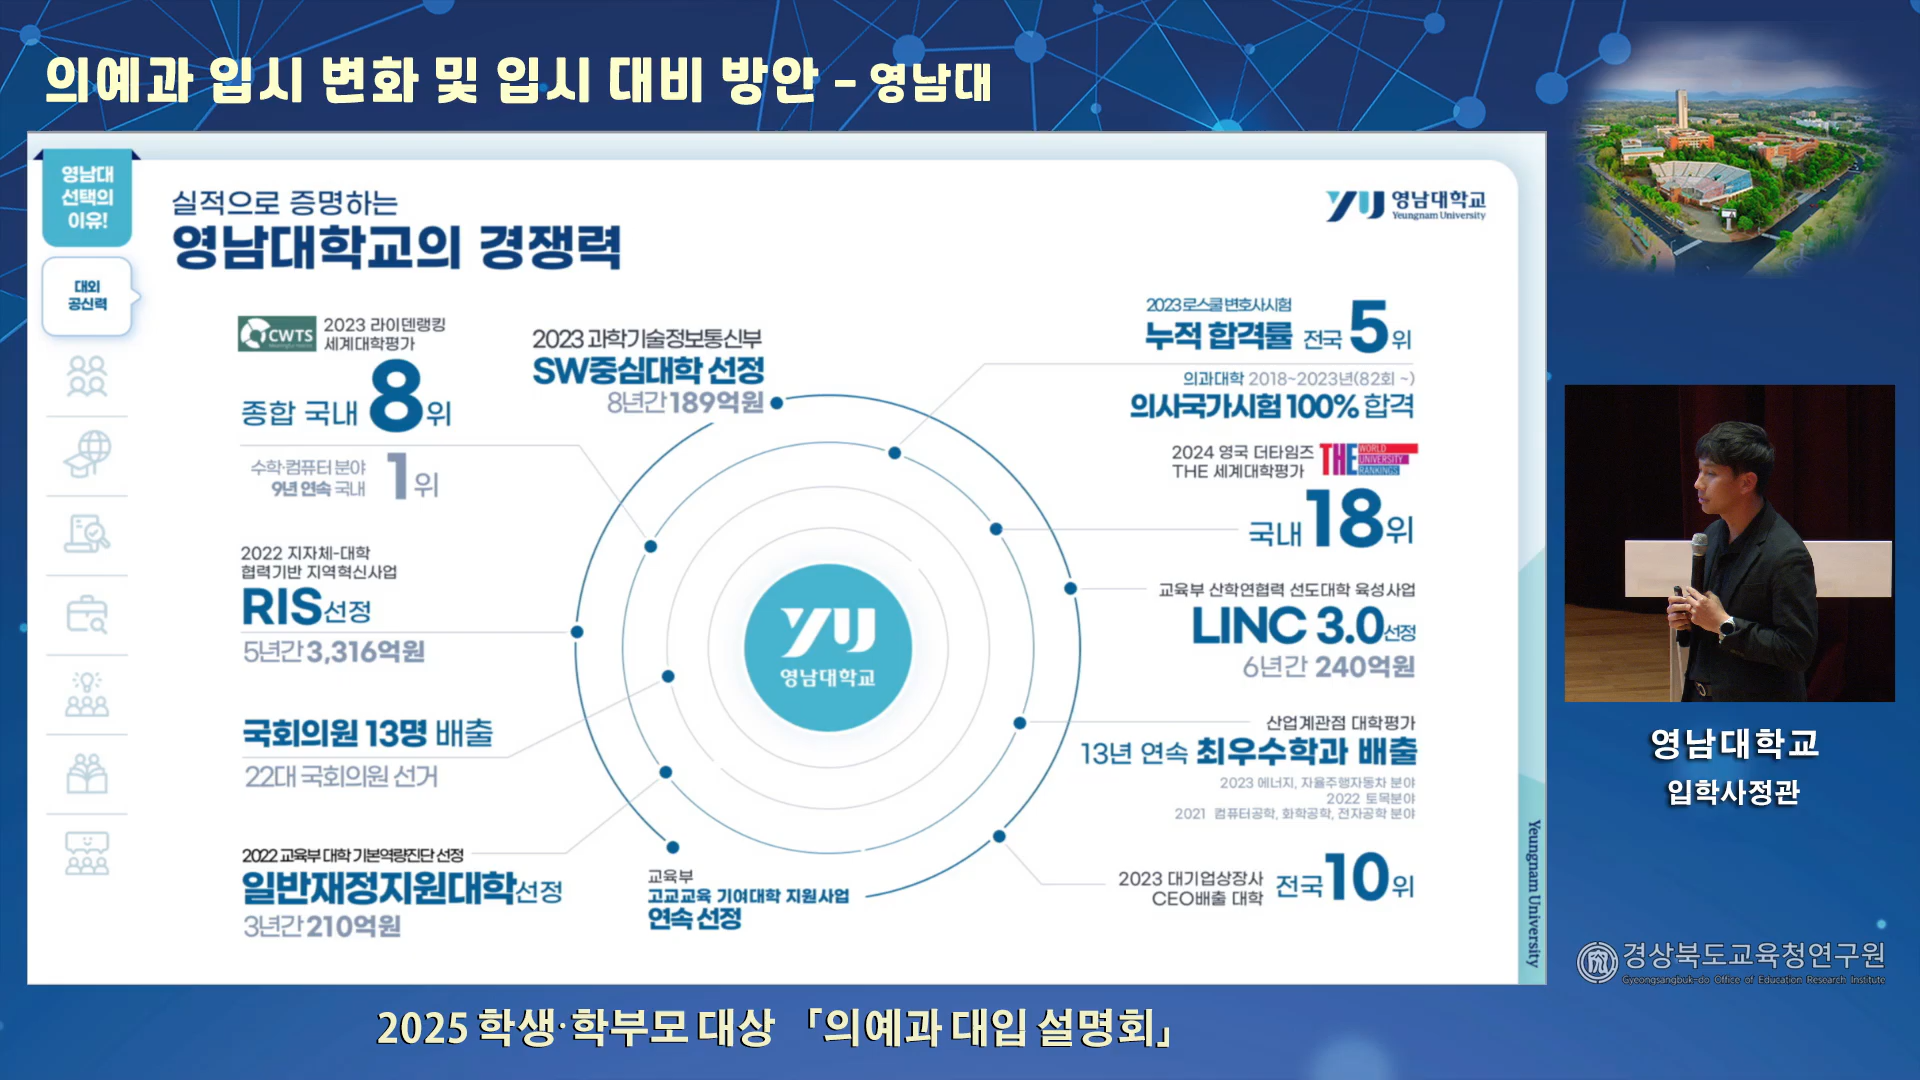 의예과 입시 변화 및 입시 대비 방안 – 영남대
영남대
선택의
이유!
대외
공신력
실적으로 증명하는
영남대학교의 경쟁력
YU 영남대학교
Yeungnam University
CWTS
2023 라이덴랭킹
세계대학평가
종합 국내 8위
수학·컴퓨터 분야
9년 연속 국내 1위
2022 지자체-대학
협력기반 지역혁신사업
RIS선정
5년간 3,316억원
국회의원 13명 배출
22대 국회의원 선거
2022 교육부 대학 기본역량진단 선정
일반재정지원대학선정
3년간 210억원
2023 과학기술정보통신부
SW중심대학 선정
8년간 189억원
YU
영남대학교
교육부
고교교육 기여대학 지원사업
연속 선정
2023 로스쿨 변호사시험
누적 합격률 전국 5위
의과대학 2018~2023년(82회 ~)
의사국가시험 100% 합격
2024 영국 더타임즈
THE 세계대학평가
THE WORLD UNIVERSITY RANKINGS
국내 18위
교육부 산학연협력 선도대학 육성사업
LINC 3.0선정
6년간 240억원
산업계관점 대학평가
13년 연속 최우수학과 배출
2023 에너지, 자율주행자동차 분야
2022 토목분야
2021 컴퓨터공학, 화학공학, 전자공학 분야
2023 대기업상장사
CEO배출 대학 전국 10위
Yeungnam University
영남대학교
입학사정관
경상북도교육청연구원
Gyeongsangbuk-do Office of Education Research Institute
2025 학생·학부모 대상 「의예과 대입 설명회」